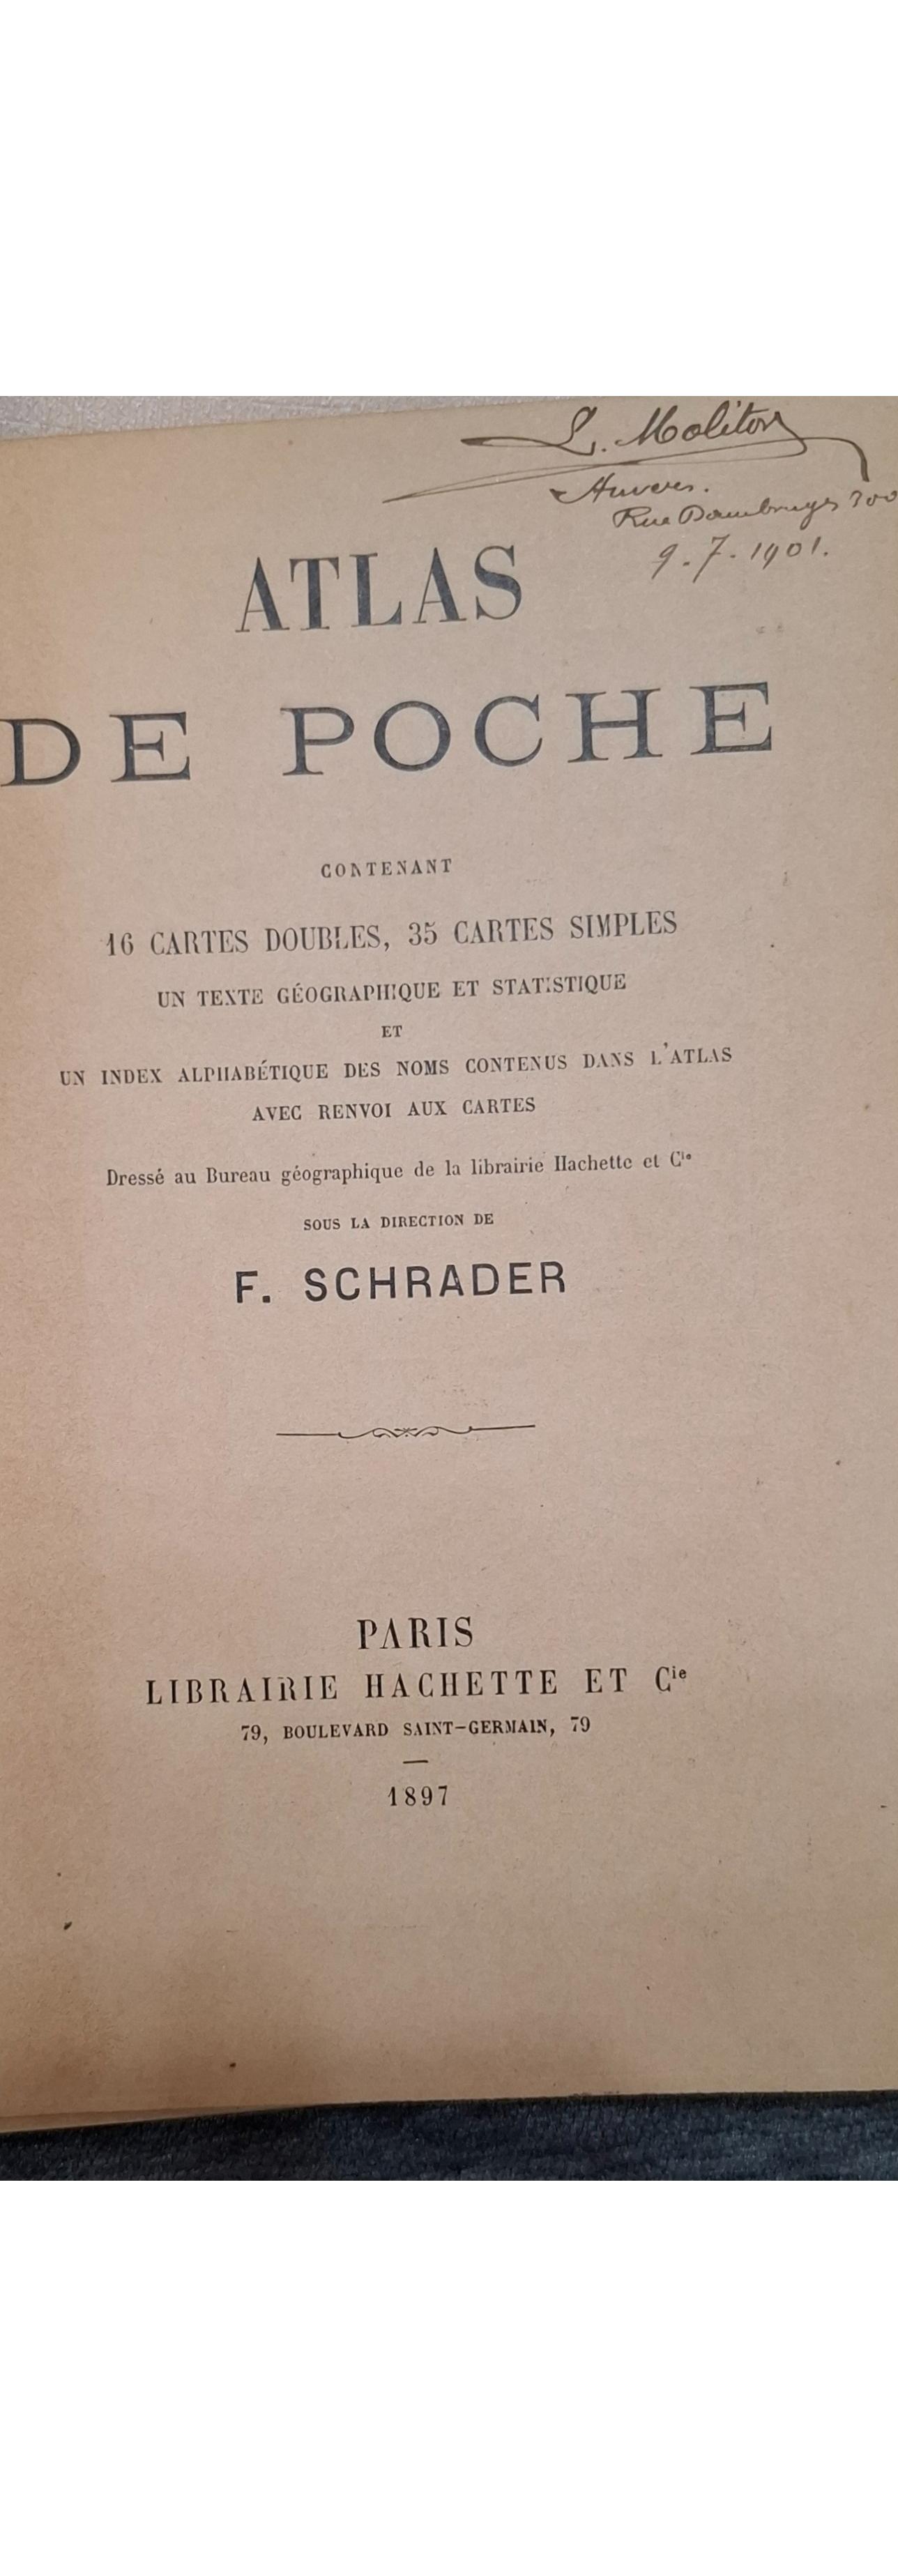 L. Molitor
Anvers.
Rue Dambruge 300
9.7.1901.
ATLAS
DE POCHE
CONTENANT
16 CARTES DOUBLES, 35 CARTES SIMPLES
UN TEXTE GÉOGRAPHIQUE ET STATISTIQUE
ET
UN INDEX ALPHABÉTIQUE DES NOMS CONTENUS DANS L'ATLAS
AVEC RENVOI AUX CARTES
Dressé au Bureau géographique de la librairie Hachette et Cie
SOUS LA DIRECTION DE
F. SCHRADER
PARIS
LIBRAIRIE HACHETTE ET Cie
79, BOULEVARD SAINT-GERMAIN, 79
1897